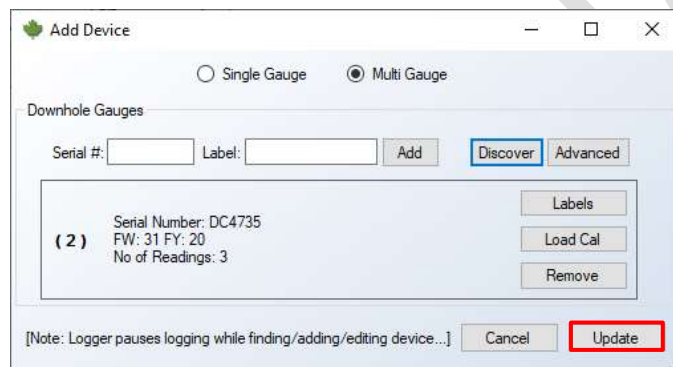 Add Device
Single Gauge Multi Gauge
Downhole Gauges
Serial #: Label: Add Discover Advanced
Labels
Serial Number: DC4735
(2) FW: 31 FY: 20 Load Cal
No of Readings: 3
Remove
[Note: Logger pauses logging while finding/adding/editing device...] Cancel Update